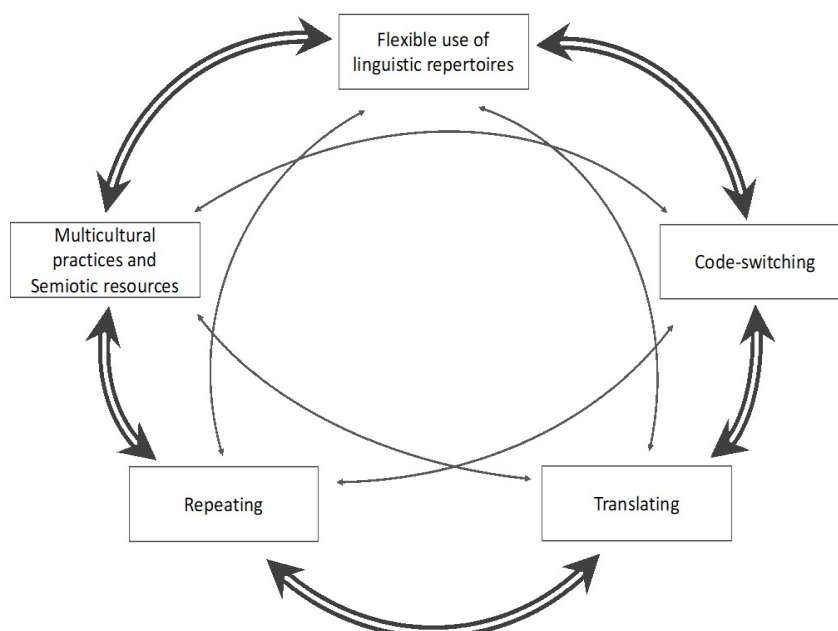 Flexible use of
linguistic repertoires
Multicultural
practices and
Semiotic resources
Code-switching
Repeating
Translating